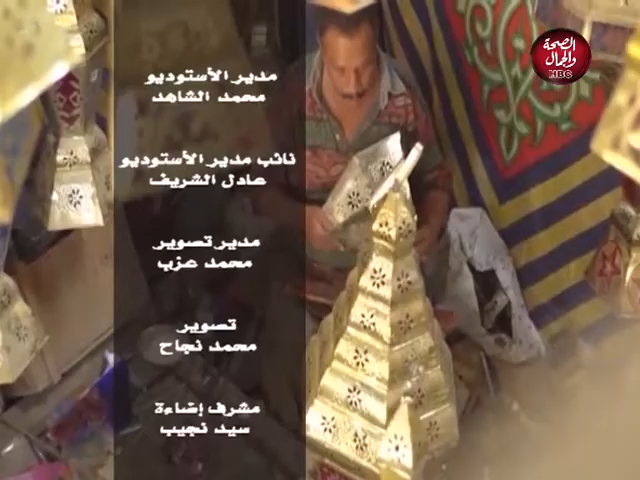 الصحة
والجمال
HBC
مدير الأستوديو
محمد الشاهد
نائب مدير الأستوديو
عادل الشريف
مدير تصوير
محمد عزب
تصوير
محمد نجاح
مشرف إضاءة
سيد نجيب